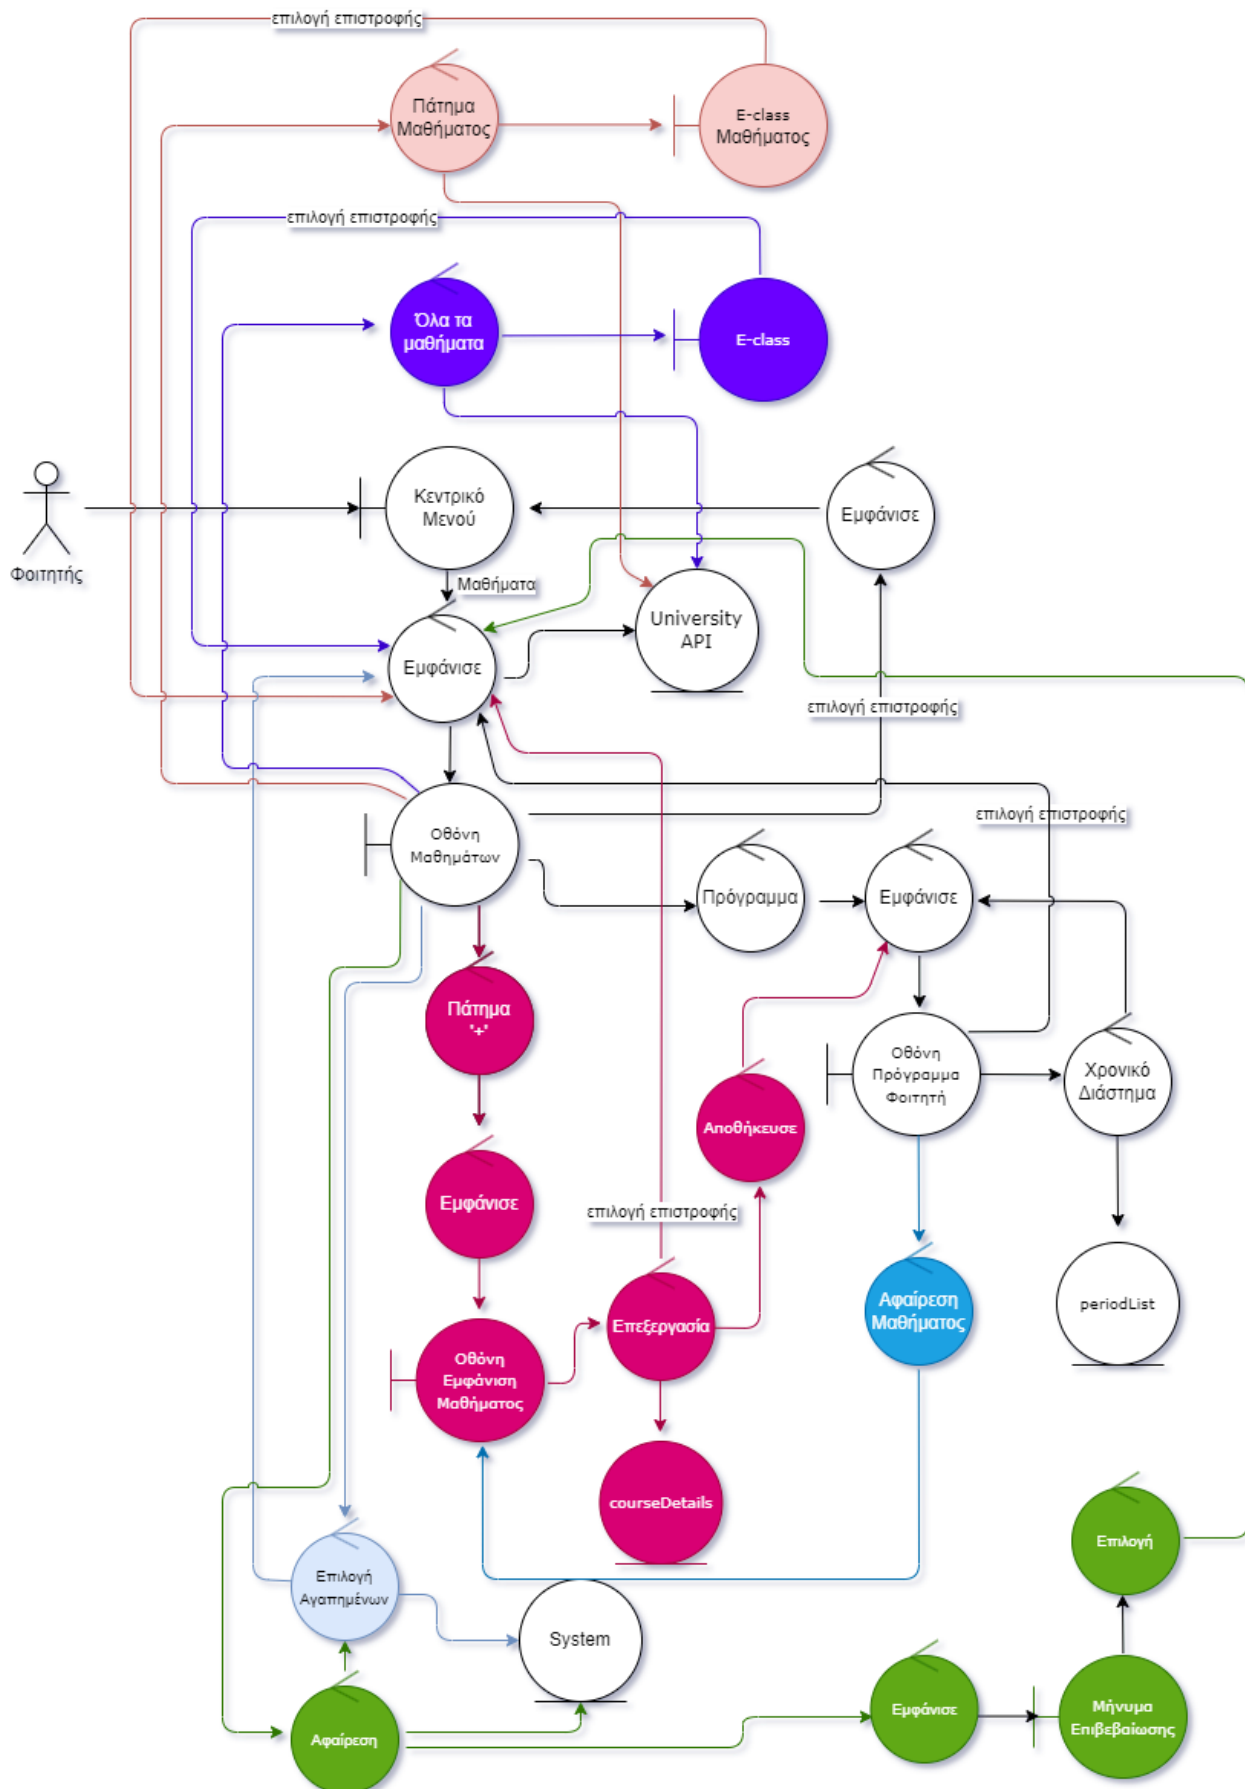 επιλογή επιστροφής
Πάτημα
Μαθήματος
E-class
Μαθήματος
επιλογή επιστροφής
Όλα τα
μαθήματα
E-class
Κεντρικό
Μενού
Εμφάνισε
Φοιτητής
Μαθήματα
University
API
Εμφάνισε
επιλογή επιστροφής
επιλογή επιστροφής
Οθόνη
Μαθημάτων
Πρόγραμμα
Εμφάνισε
Πάτημα
"+"
Οθόνη
Πρόγραμμα
Φοιτητή
Χρονικό
Διάστημα
Αποθήκευσε
Εμφάνισε
επιλογή επιστροφής
Αφαίρεση
Μαθήματος
periodList
Επεξεργασία
Οθόνη
Εμφάνιση
Μαθήματος
courseDetails
Επιλογή
Επιλογή
Αγαπημένων
System
Εμφάνισε
Μήνυμα
Επιβεβαίωσης
Αφαίρεση